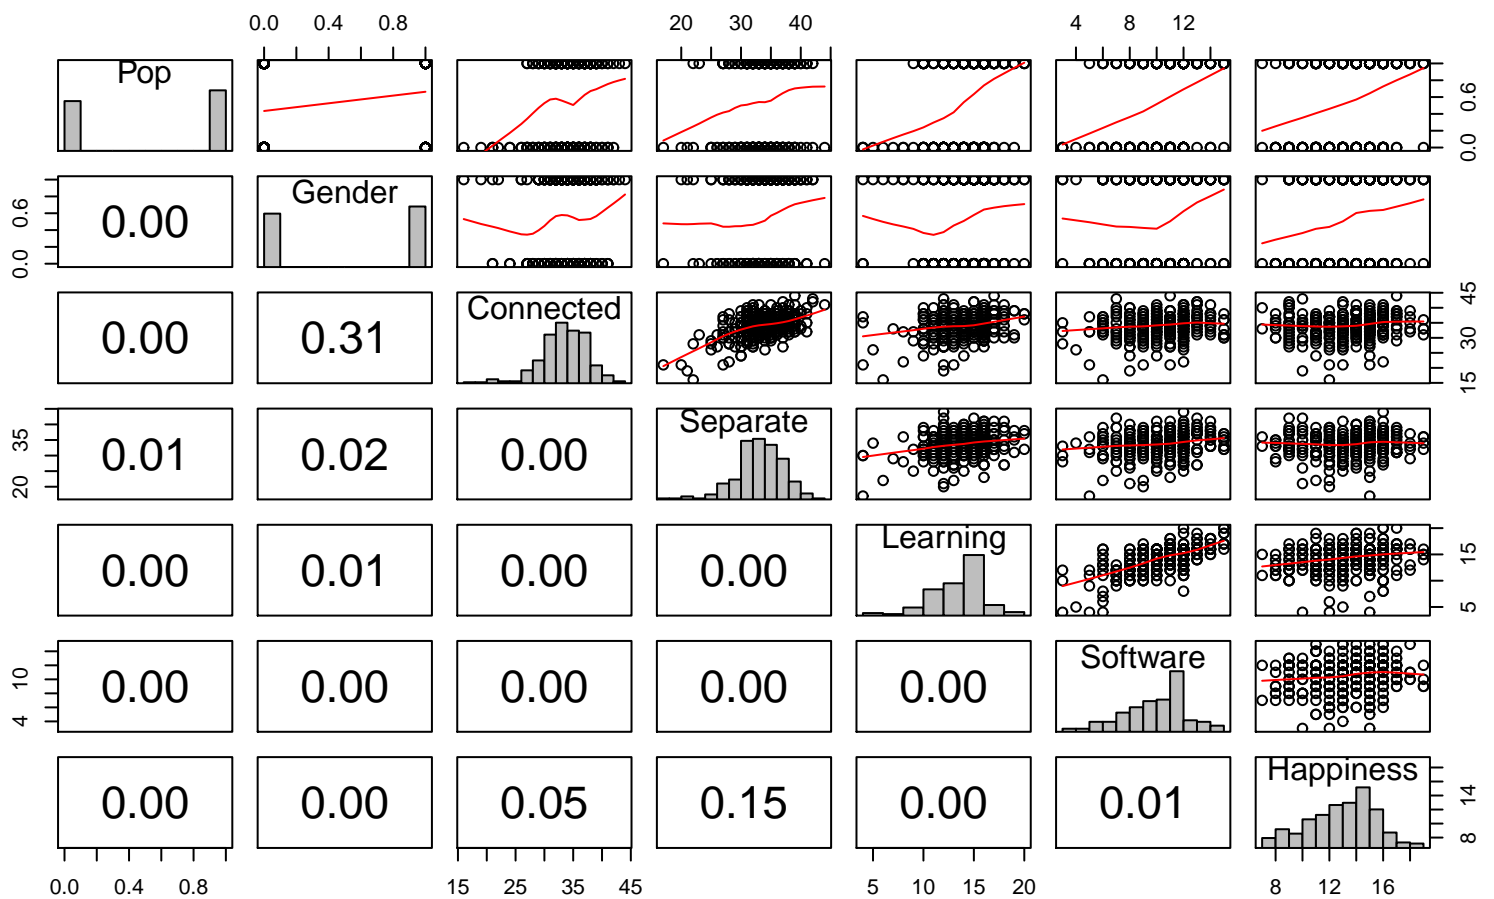 0.0 0.4 0.8 20 30 40 4 8 12
Pop 0.0 0.6
0.0 0.6 0.00 Gender
0.00 0.31 Connected 15 30 45
20 35 0.01 0.02 0.00 Separate
0.00 0.01 0.00 0.00 Learning 5 15
4 10 0.00 0.00 0.00 0.00 0.00 Software
0.00 0.00 0.05 0.15 0.00 0.01 Happiness 8 14
0.0 0.4 0.8 15 25 35 45 5 10 15 20 8 12 16